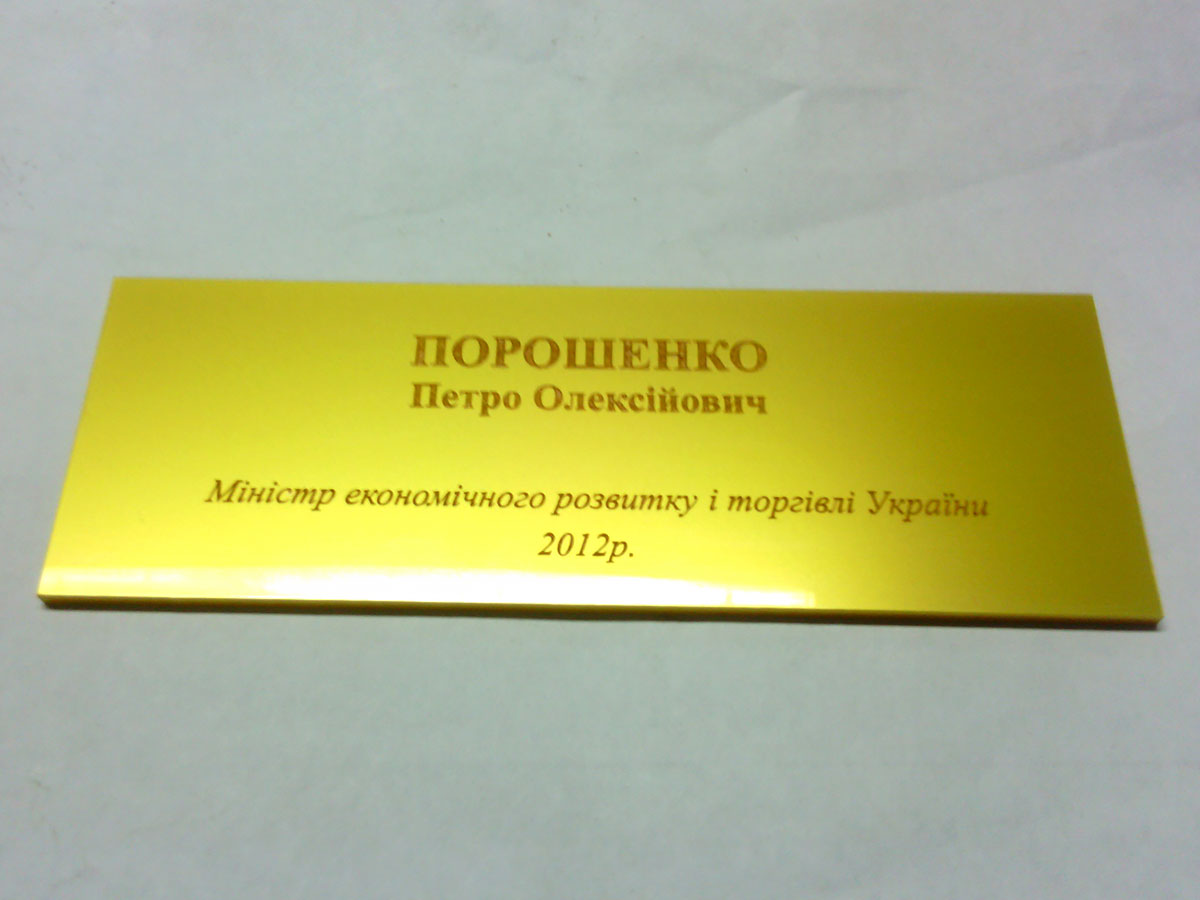 ПОРОШЕНКО
Петро Олексійович
Міністр економічного розвитку і торгівлі України
2012р.